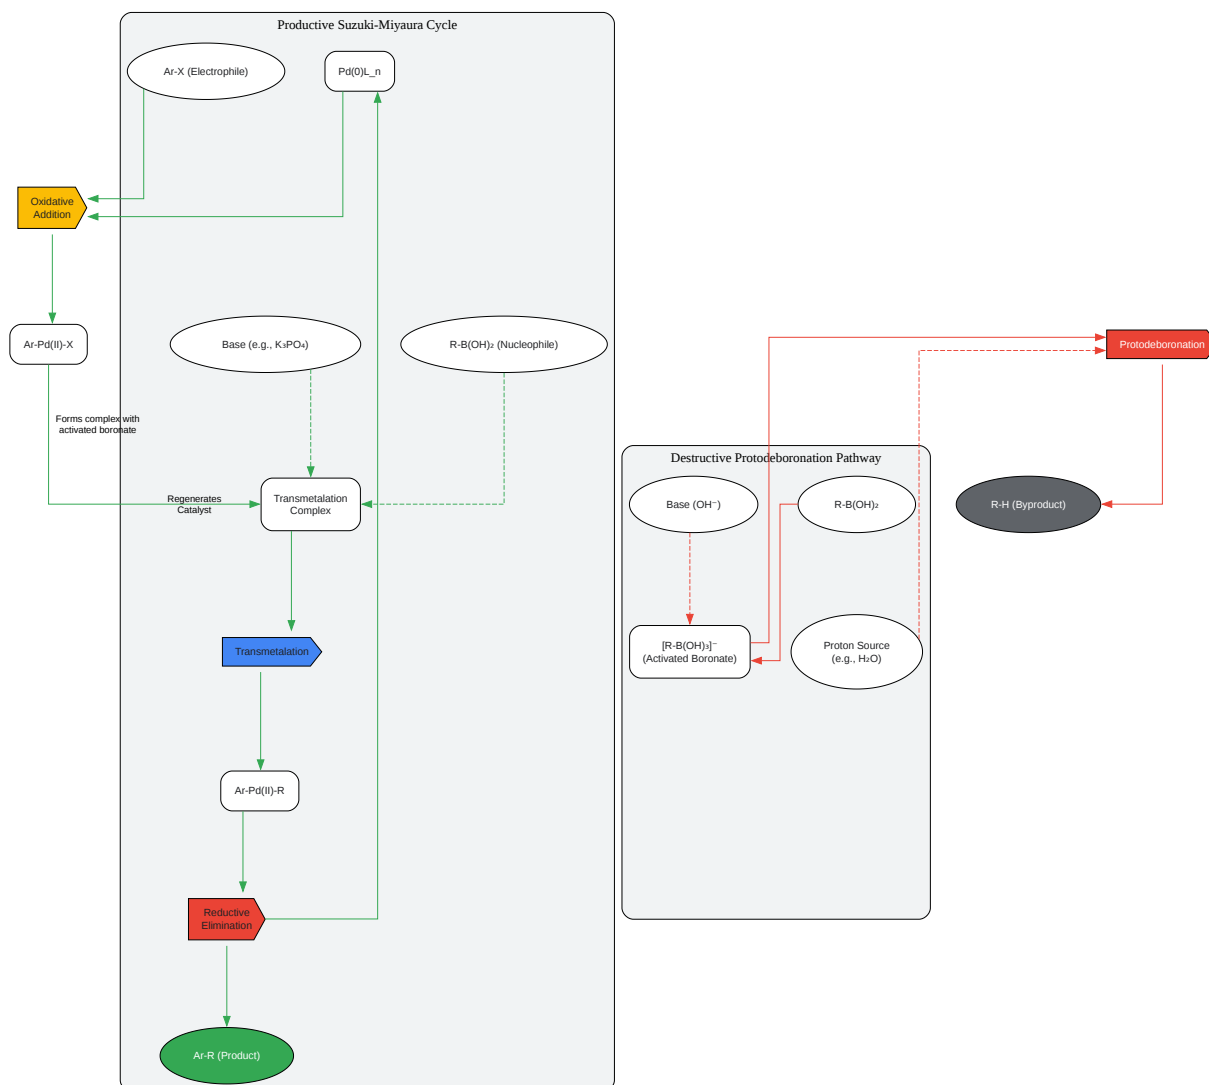 Productive Suzuki-Miyaura Cycle
Ar-X (Electrophile)
Pd(0)L_n
Oxidative
Addition
Ar-Pd(II)-X
Base (e.g., K₃PO₄)
R-B(OH)₂ (Nucleophile)
Protodeboronation
Forms complex with
activated boronate
Destructive Protodeboronation Pathway
Regenerates
Catalyst
Transmetalation
Complex
Base (OH⁻)
R-B(OH)₂
R-H (Byproduct)
Transmetalation
[R-B(OH)₃]⁻
(Activated Boronate)
Proton Source
(e.g., H₂O)
Ar-Pd(II)-R
Reductive
Elimination
Ar-R (Product)